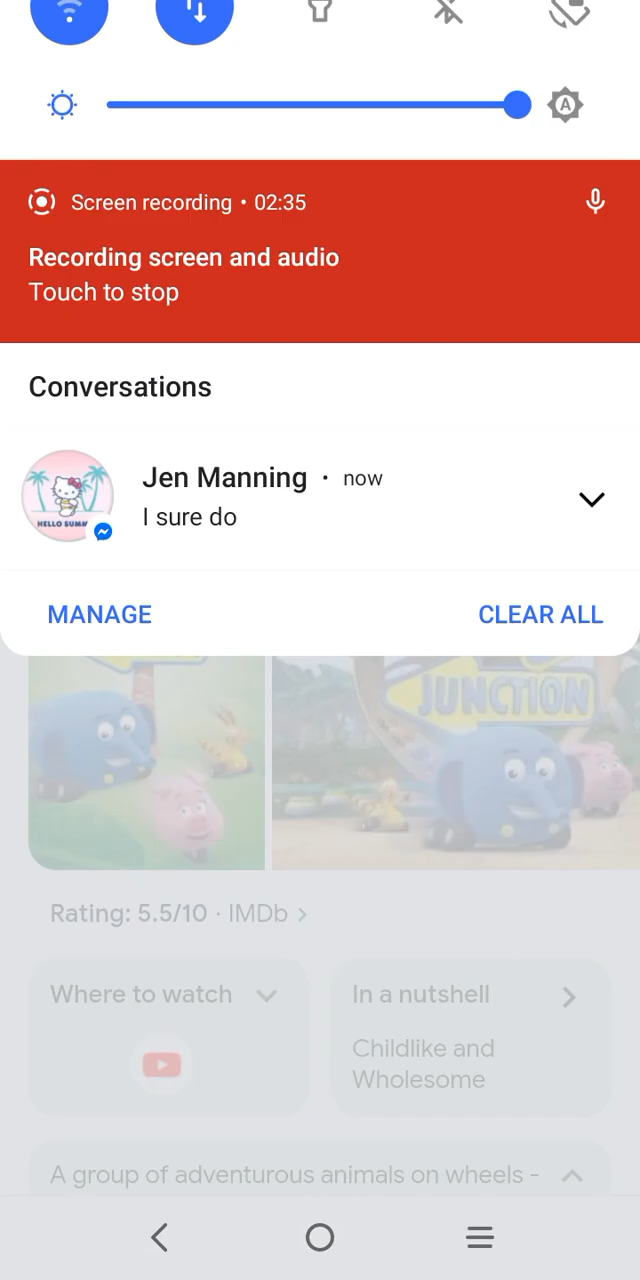 A
Screen recording • 02:35
Recording screen and audio
Touch to stop
Conversations
Jen Manning • now
I sure do
HELLO SUMM
MANAGE
CLEAR ALL
JUNCTION
Rating: 5.5/10 · IMDb >
Where to watch
In a nutshell
Childlike and
Wholesome
A group of adventurous animals on wheels -